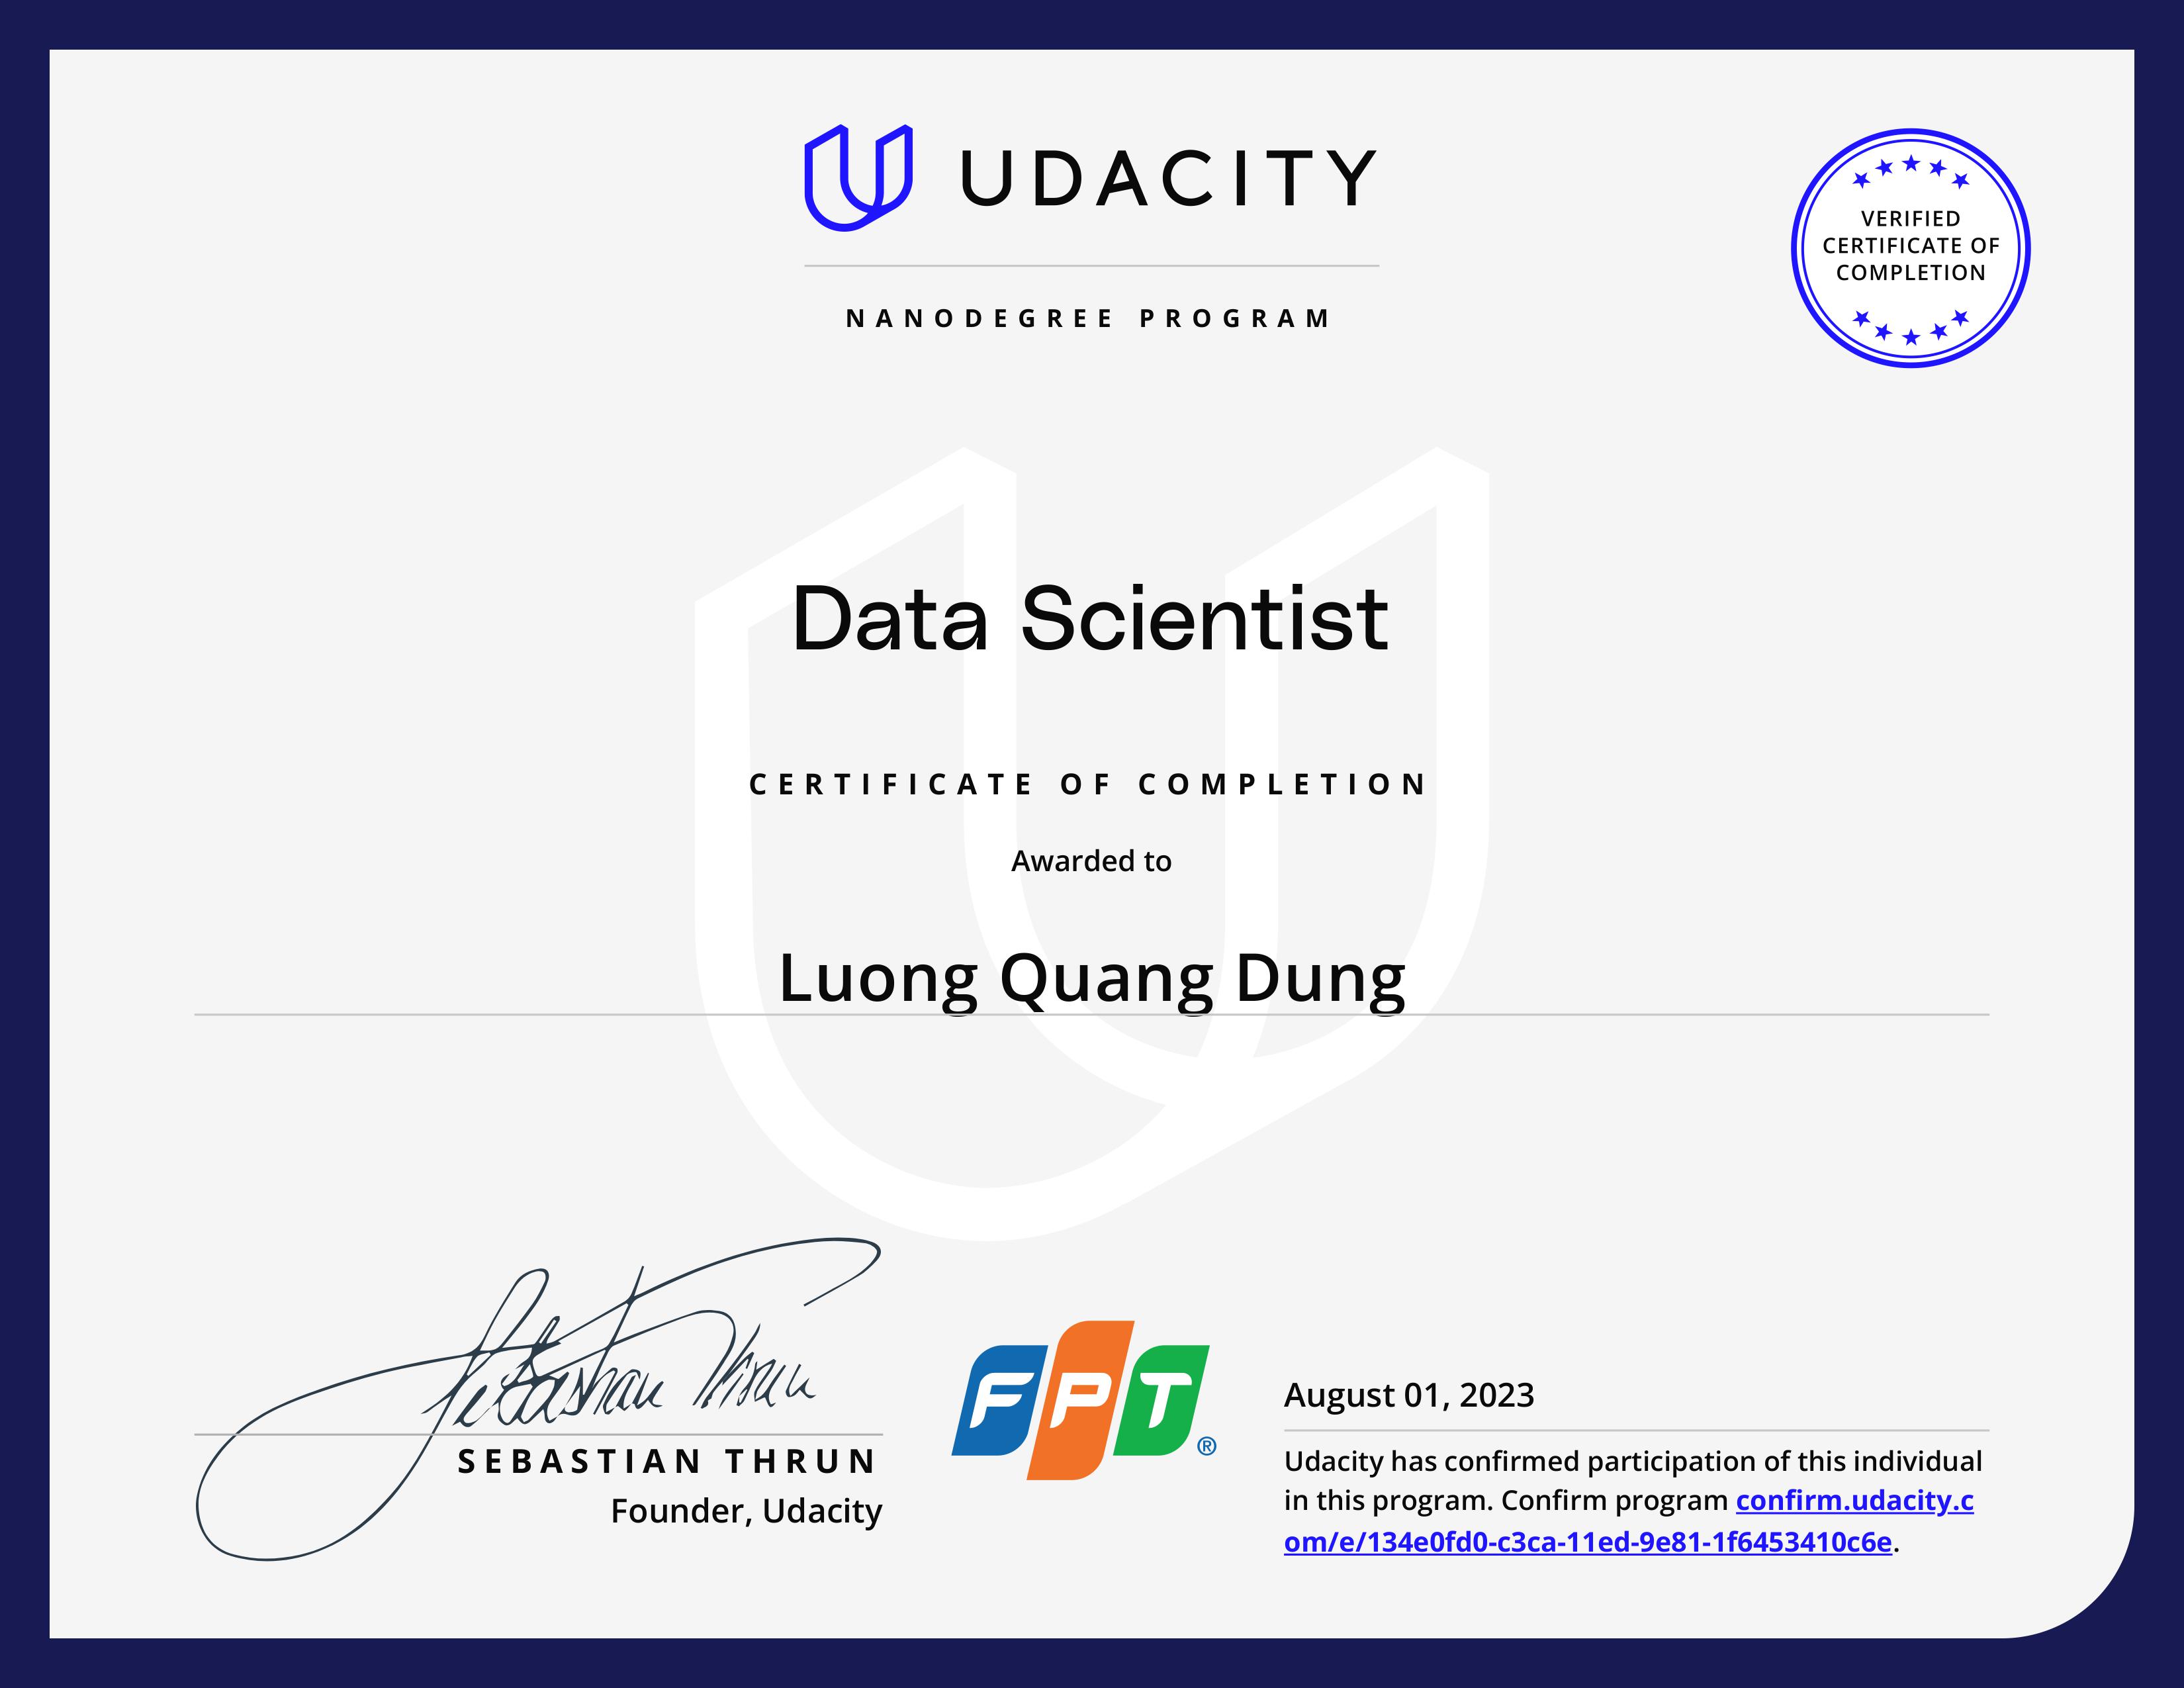 UDACITY
VERIFIED
CERTIFICATE OF
COMPLETION
NANODEGREE PROGRAM
Data Scientist
CERTIFICATE OF COMPLETION
Awarded to
Luong Quang Dung
Sebastian Thrun
SEBASTIAN THRUN
Founder, Udacity
FPT®
August 01, 2023
Udacity has confirmed participation of this individual
in this program. Confirm program confirm.udacity.c
om/e/134e0fd0-c3ca-11ed-9e81-1f6453410c6e.